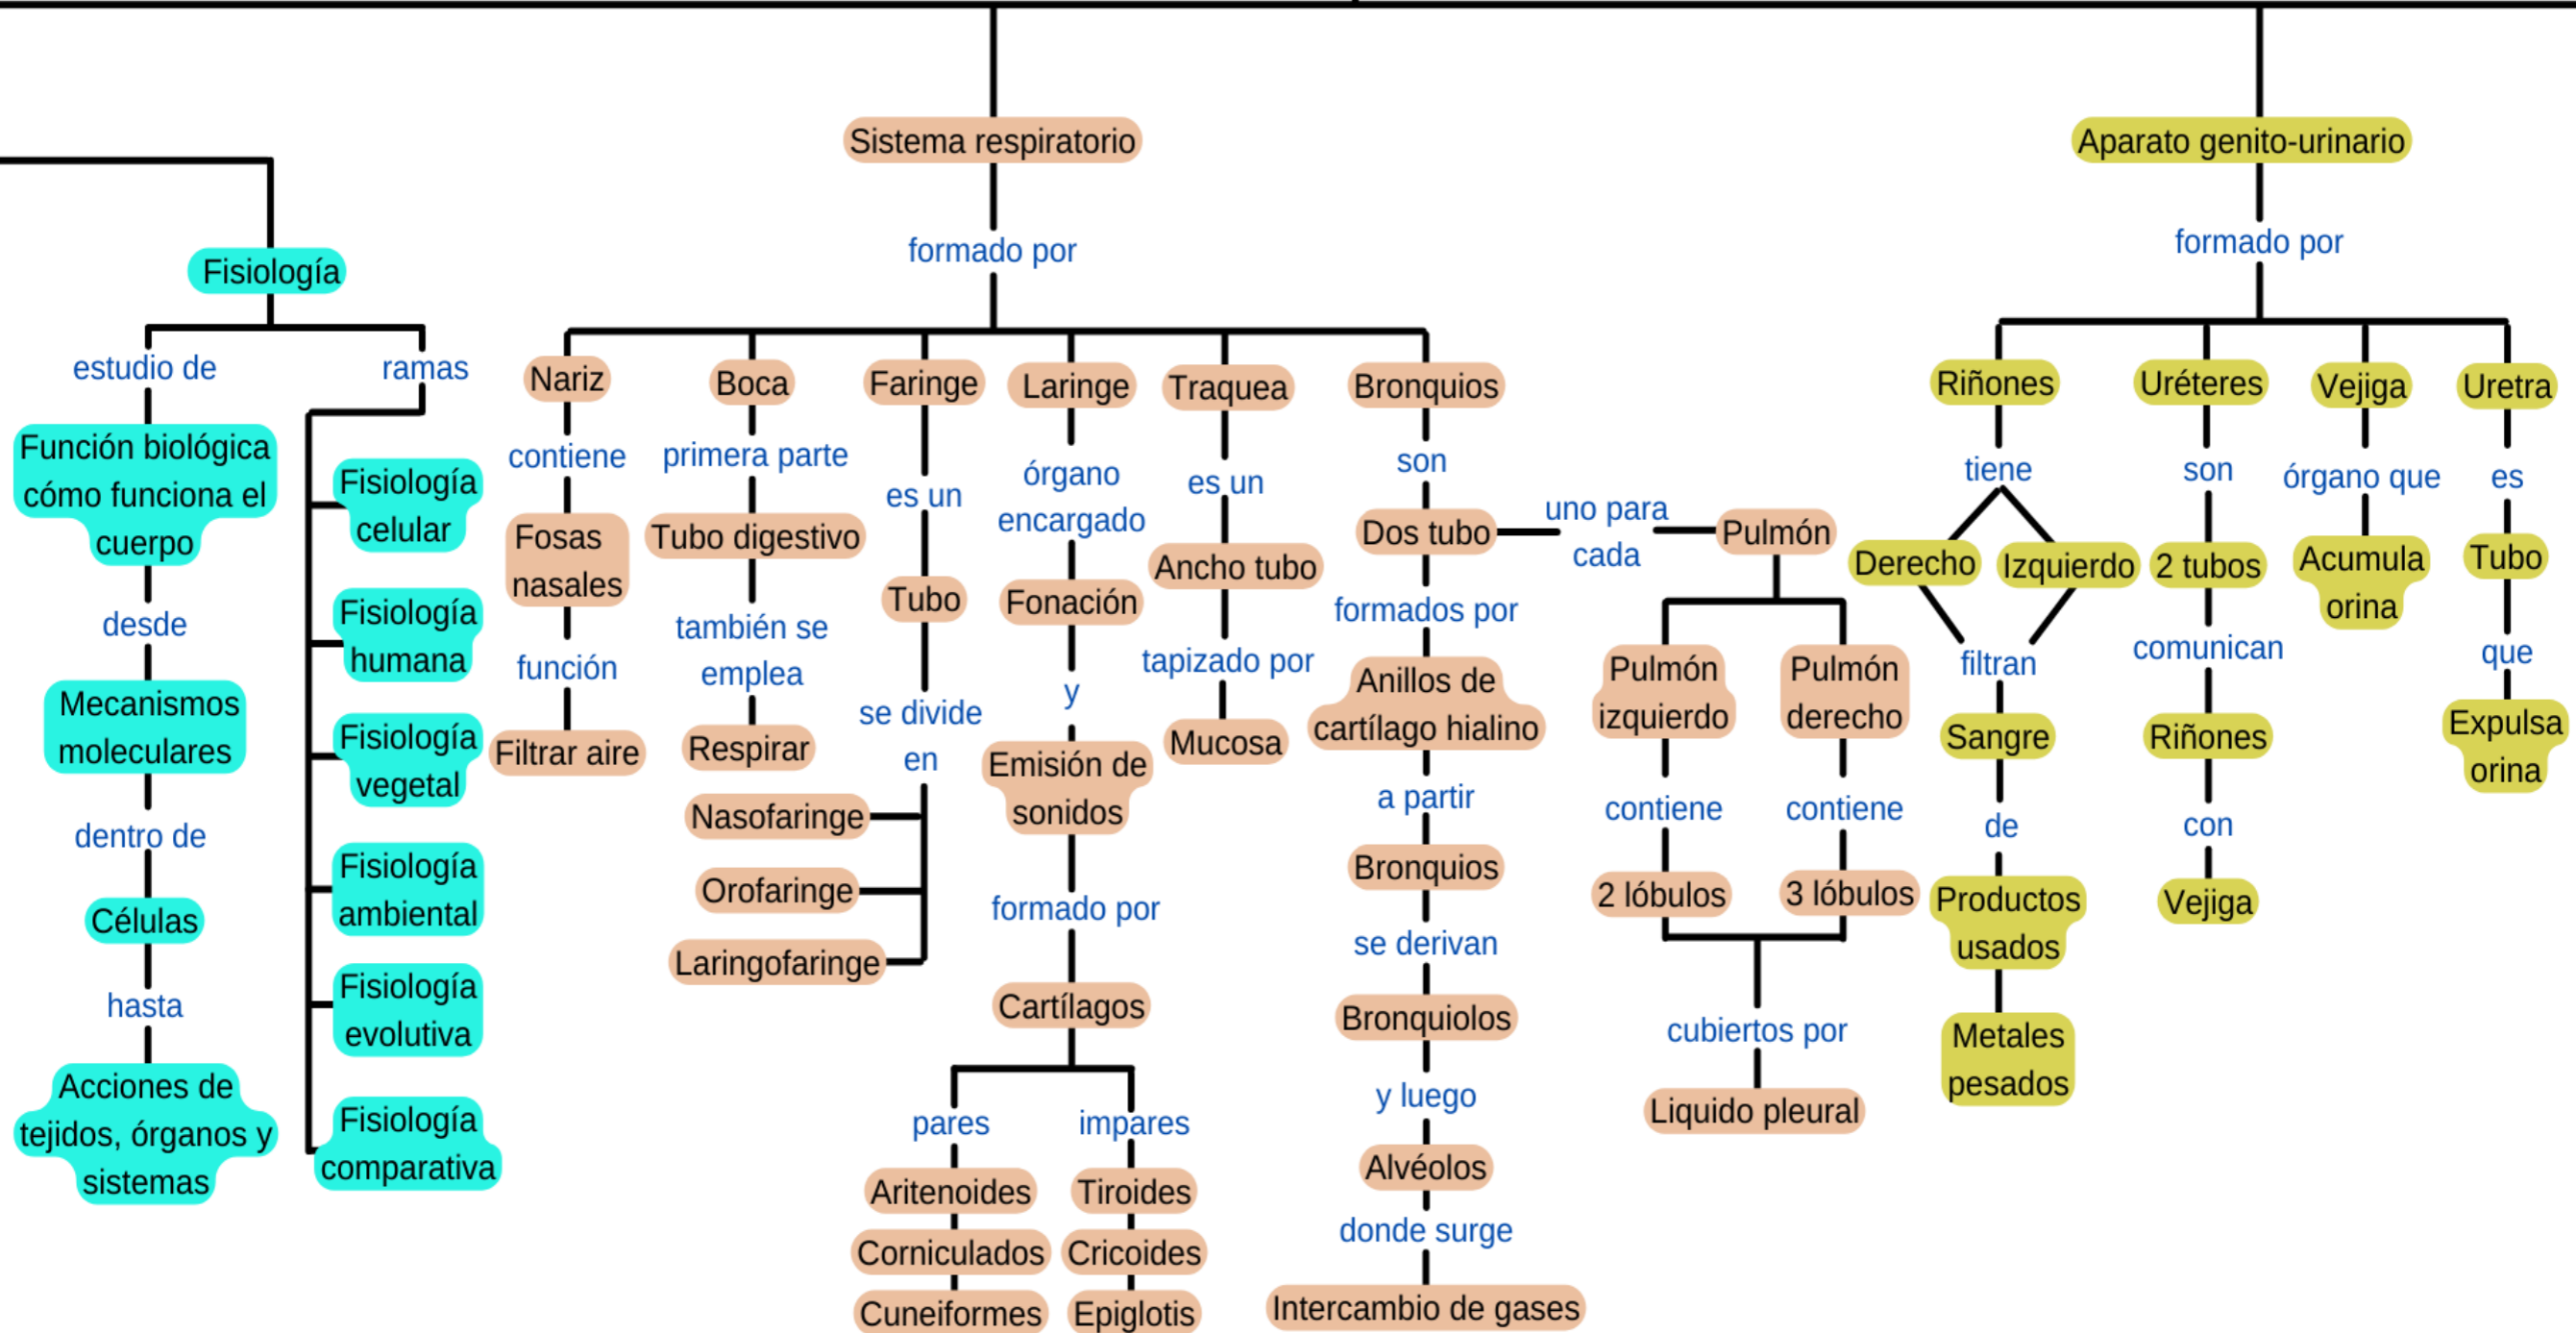 Sistema respiratorio
Aparato genito-urinario
formado por
formado por
Fisiología
estudio de
ramas
Función biológica
cómo funciona el
cuerpo
desde
Mecanismos
moleculares
dentro de
Células
hasta
Acciones de
tejidos, órganos y
sistemas
Fisiología
celular
Fisiología
humana
Fisiología
vegetal
Fisiología
ambiental
Fisiología
evolutiva
Fisiología
comparativa
Nariz
contiene
Fosas
nasales
función
Filtrar aire
Boca
primera parte
Tubo digestivo
también se
emplea
Respirar
Faringe
es un
Tubo
se divide
en
Nasofaringe
Orofaringe
Laringofaringe
Laringe
órgano
encargado
Fonación
y
Emisión de
sonidos
formado por
Cartílagos
pares
Aritenoides
Corniculados
Cuneiformes
impares
Tiroides
Cricoides
Epiglotis
Traquea
es un
Ancho tubo
tapizado por
Mucosa
Bronquios
son
Dos tubo
formados por
Anillos de
cartílago hialino
a partir
Bronquios
se derivan
Bronquiolos
y luego
Alvéolos
donde surge
Intercambio de gases
uno para
cada
Pulmón
Pulmón
izquierdo
contiene
2 lóbulos
Pulmón
derecho
contiene
3 lóbulos
cubiertos por
Liquido pleural
Riñones
tiene
Derecho
Izquierdo
filtran
Sangre
de
Productos
usados
Metales
pesados
Uréteres
son
2 tubos
comunican
Riñones
con
Vejiga
Vejiga
órgano que
Acumula
orina
Uretra
es
Tubo
que
Expulsa
orina